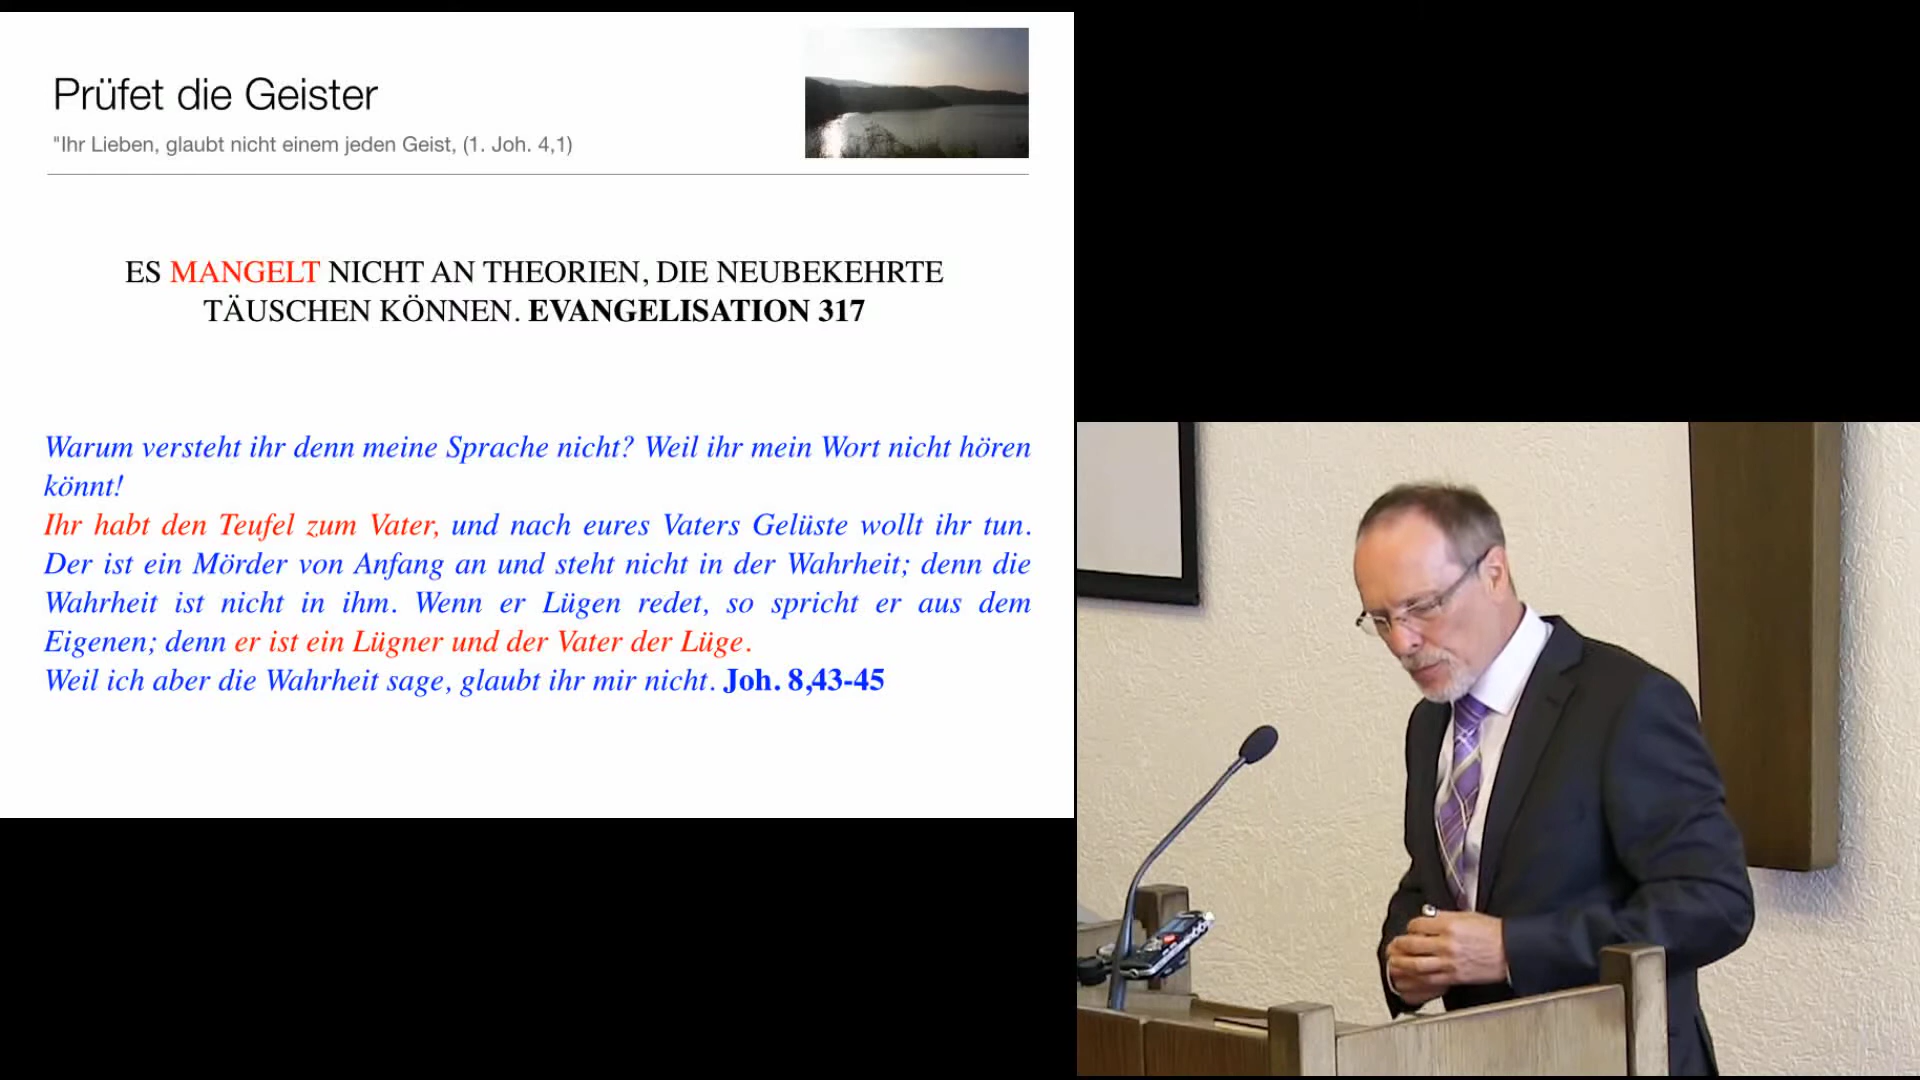 Prüfet die Geister
"Ihr Lieben, glaubt nicht einem jeden Geist, (1. Joh. 4,1)
ES MANGELT NICHT AN THEORIEN, DIE NEUBEKEHRTE
TÄUSCHEN KÖNNEN. EVANGELISATION 317
Warum versteht ihr denn meine Sprache nicht? Weil ihr mein Wort nicht hören
könnt!
Ihr habt den Teufel zum Vater, und nach eures Vaters Gelüste wollt ihr tun.
Der ist ein Mörder von Anfang an und steht nicht in der Wahrheit; denn die
Wahrheit ist nicht in ihm. Wenn er Lügen redet, so spricht er aus dem
Eigenen; denn er ist ein Lügner und der Vater der Lüge.
Weil ich aber die Wahrheit sage, glaubt ihr mir nicht. Joh. 8,43-45